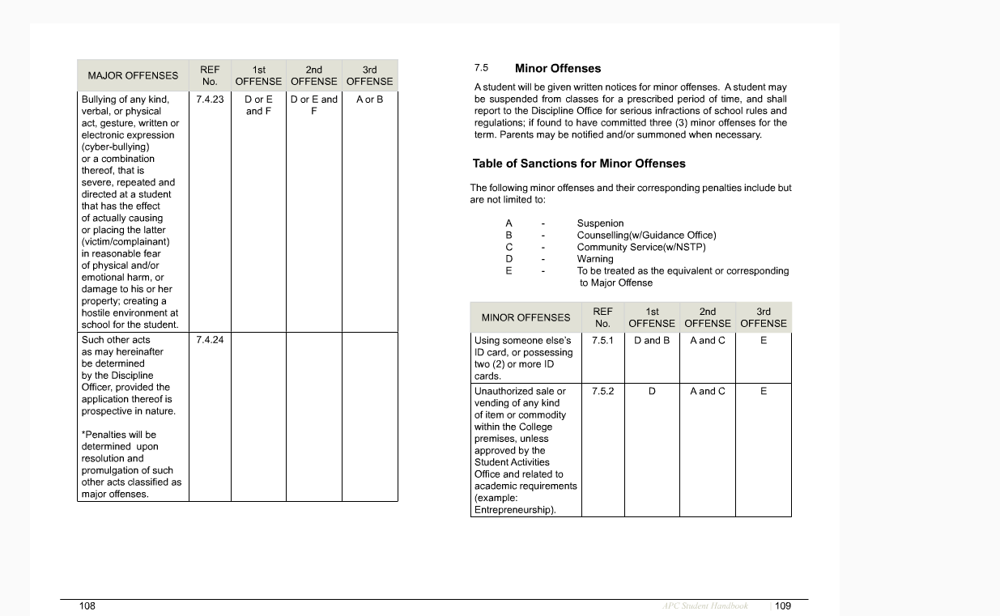 MAJOR OFFENSES
REF
No.
1st
OFFENSE
2nd
OFFENSE
3rd
OFFENSE
Bullying of any kind,
verbal, or physical
act, gesture, written or
electronic expression
(cyber-bullying)
or a combination
thereof, that is
severe, repeated and
directed at a student
that has the effect
of actually causing
or placing the latter
(victim/complainant)
in reasonable fear
of physical and/or
emotional harm, or
damage to his or her
property; creating a
hostile environment at
school for the student.
7.4.23
D or E
and F
D or E and
F
A or B
Such other acts
as may hereinafter
be determined
by the Discipline
Officer, provided the
application thereof is
prospective in nature.
*Penalties will be
determined  upon
resolution and
promulgation of such
other acts classified as
major offenses.
7.4.24
108
7.5 Minor Offenses
A student will be given written notices for minor offenses.  A student may
be suspended from classes for a prescribed period of time, and shall
report to the Discipline Office for serious infractions of school rules and
regulations; if found to have committed three (3) minor offenses for the
term. Parents may be notified and/or summoned when necessary.
Table of Sanctions for Minor Offenses
The following minor offenses and their corresponding penalties include but
are not limited to:
A - Suspenion
B - Counselling(w/Guidance Office)
C - Community Service(w/NSTP)
D - Warning
E - To be treated as the equivalent or corresponding
to Major Offense
MINOR OFFENSES
REF
No.
1st
OFFENSE
2nd
OFFENSE
3rd
OFFENSE
Using someone else's
ID card, or possessing
two (2) or more ID
cards.
7.5.1
D and B
A and C
E
Unauthorized sale or
vending of any kind
of item or commodity
within the College
premises, unless
approved by the
Student Activities
Office and related to
academic requirements
(example:
Entrepreneurship).
7.5.2
D
A and C
E
APC Student Handbook | 109